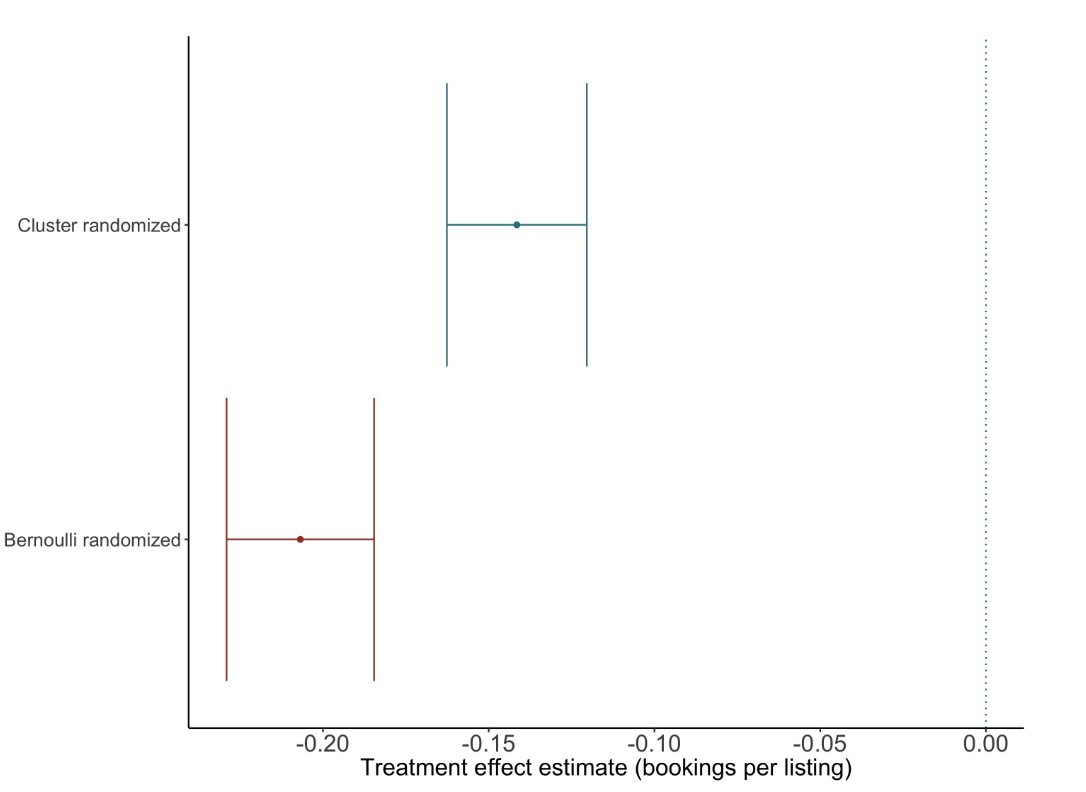 Cluster randomized
Bernoulli randomized
-0.20 -0.15 -0.10 -0.05 0.00
Treatment effect estimate (bookings per listing)